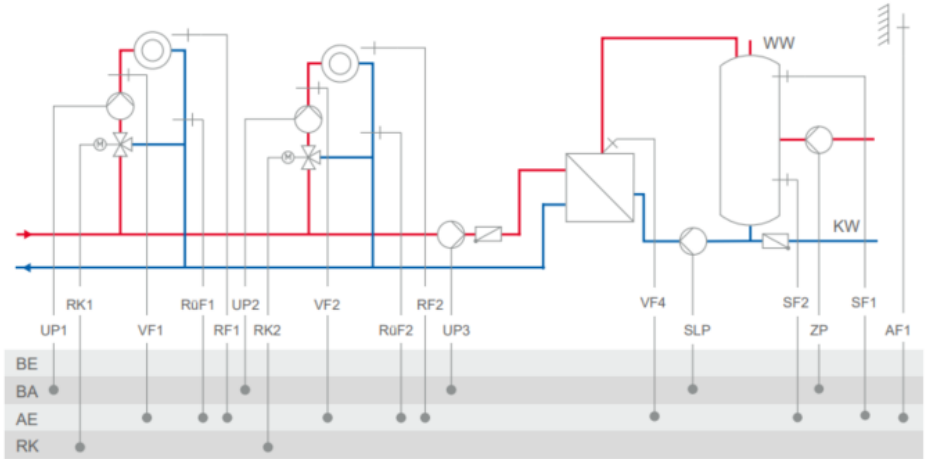 WW
M
M
KW
RK1 RüF1 UP2 VF2 RF2 VF4 SF2 SF1
UP1 VF1 RF1 RK2 RüF2 UP3 SLP ZP AF1
BE
BA
AE
RK